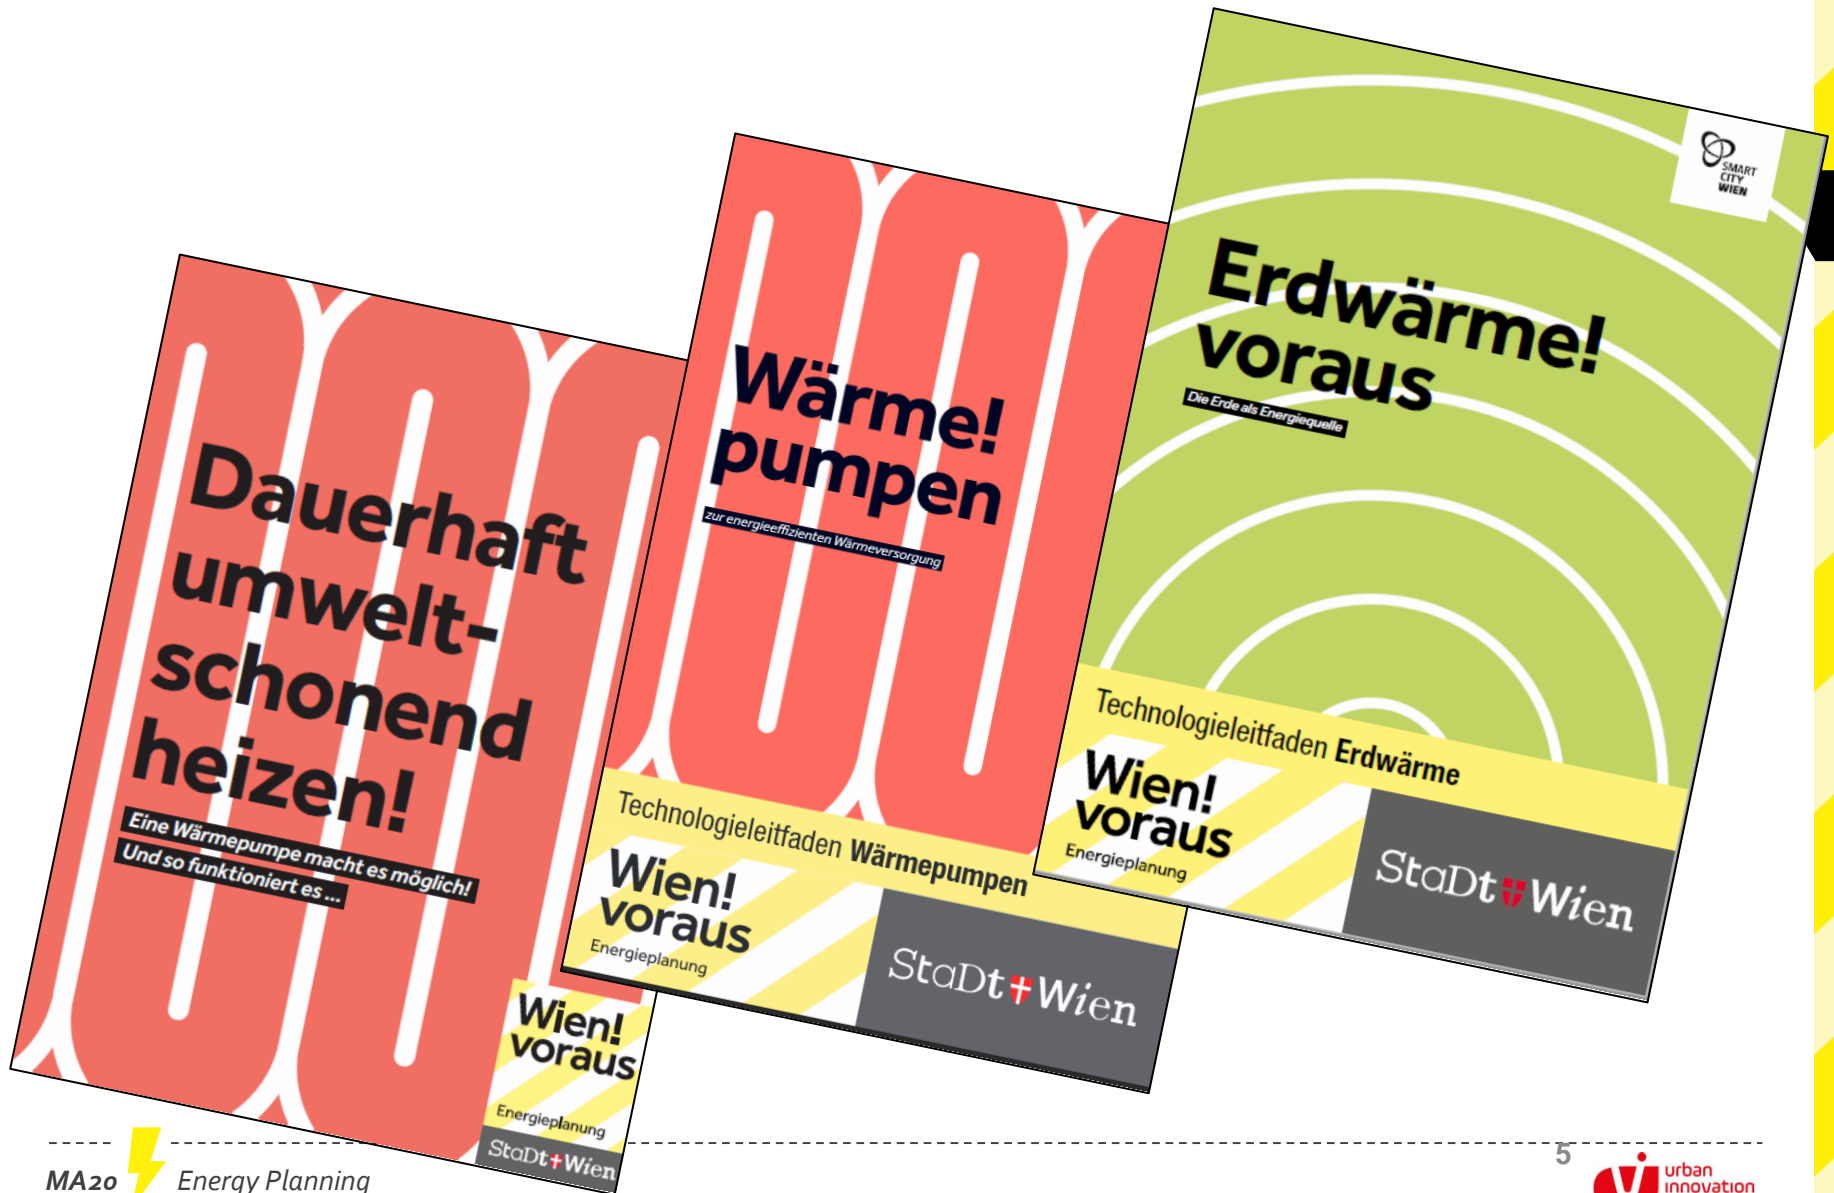 Dauerhaft
umwelt-
schonend
heizen!
Eine Wärmepumpe macht es möglich!
Und so funktioniert es ...
Wien!
voraus
Energieplanung
StaDt Wien
Wärme!
pumpen
zur energieeffizienten Wärmeversorgung
Technologieleitfaden Wärmepumpen
Wien!
voraus
Energieplanung
StaDt Wien
SMART
CITY
WIEN
Erdwärme!
voraus
Die Erde als Energiequelle
Technologieleitfaden Erdwärme
Wien!
voraus
Energieplanung
StaDt Wien
MA20 Energy Planning
5
urban
innovation